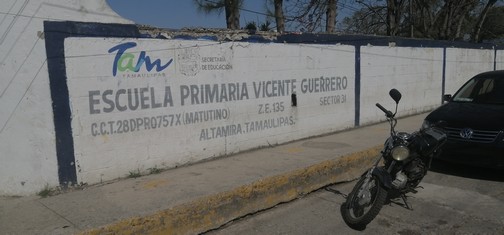 Tam
TAMAULIPAS
SECRETARÍA
DE EDUCACIÓN
ESCUELA PRIMARIA VICENTE GUERRERO
C.C.T.28DPR0757X(MATUTINO) Z.E.135 SECTOR 31
ALTAMIRA,TAMAULIPAS.